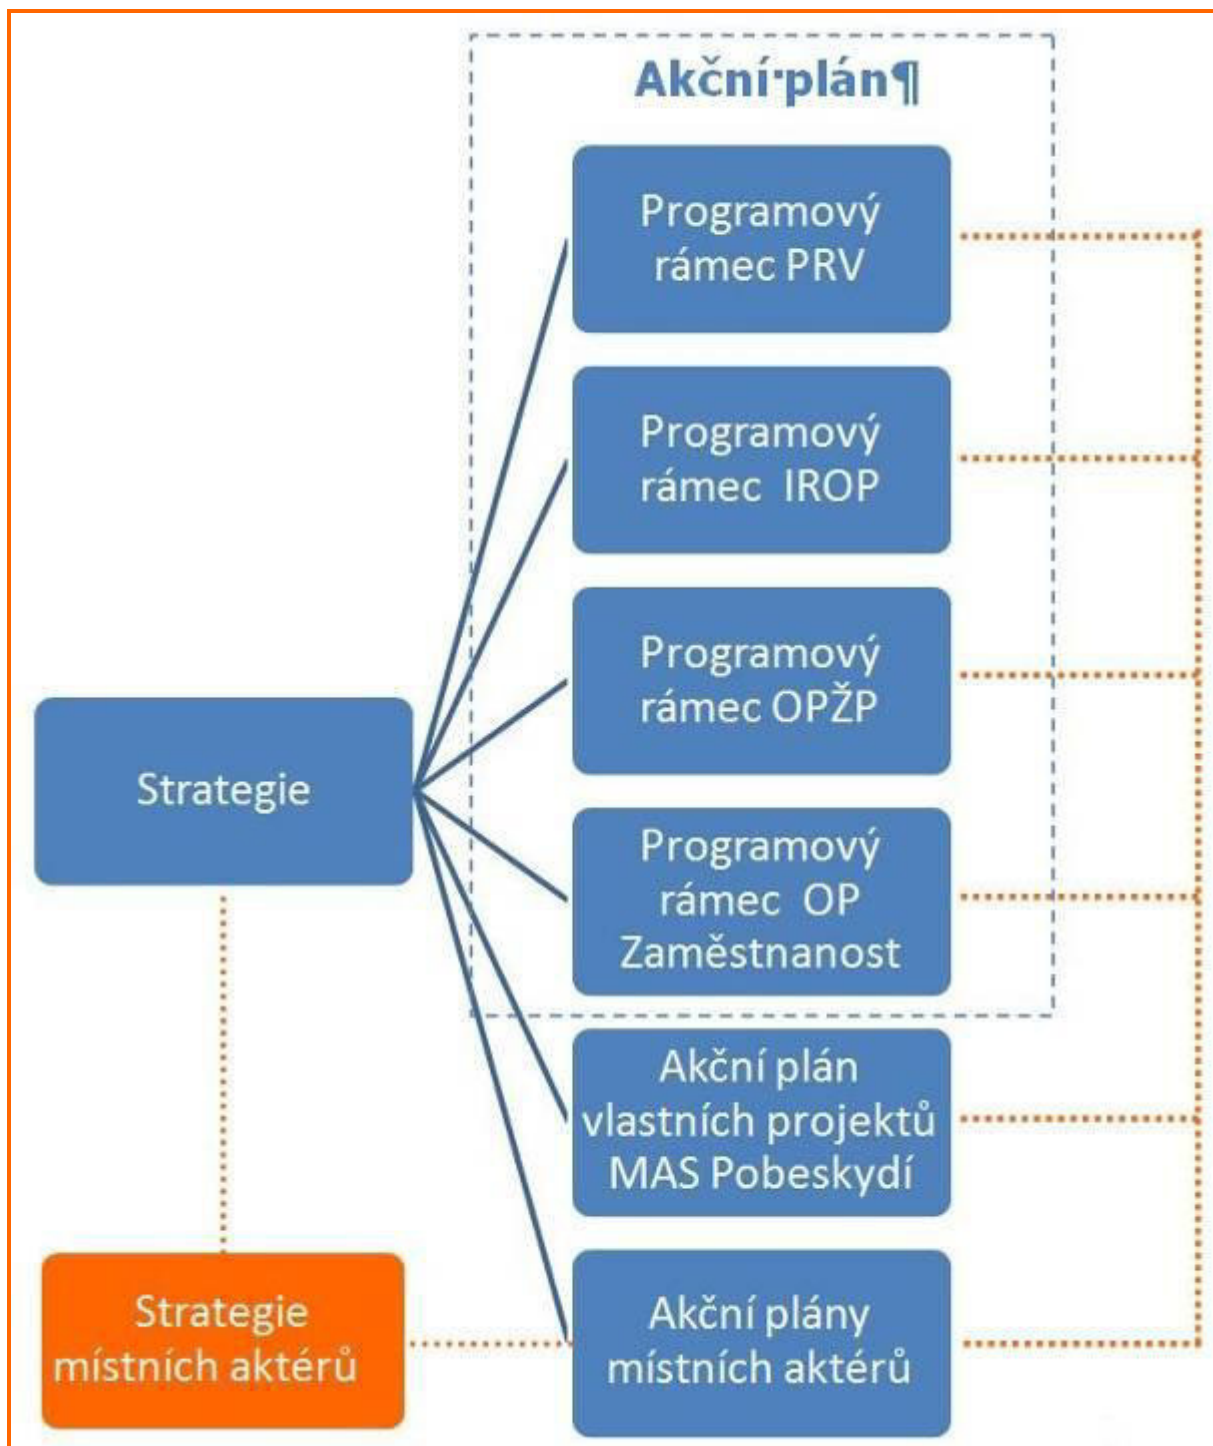 Akční·plán¶
Programový
rámec PRV
Programový
rámec IROP
Programový
rámec OPŽP
Strategie
Programový
rámec OP
Zaměstnanost
Akční plán
vlastních projektů
MAS Pobeskydí
Strategie
místních aktérů
Akční plány
místních aktérů